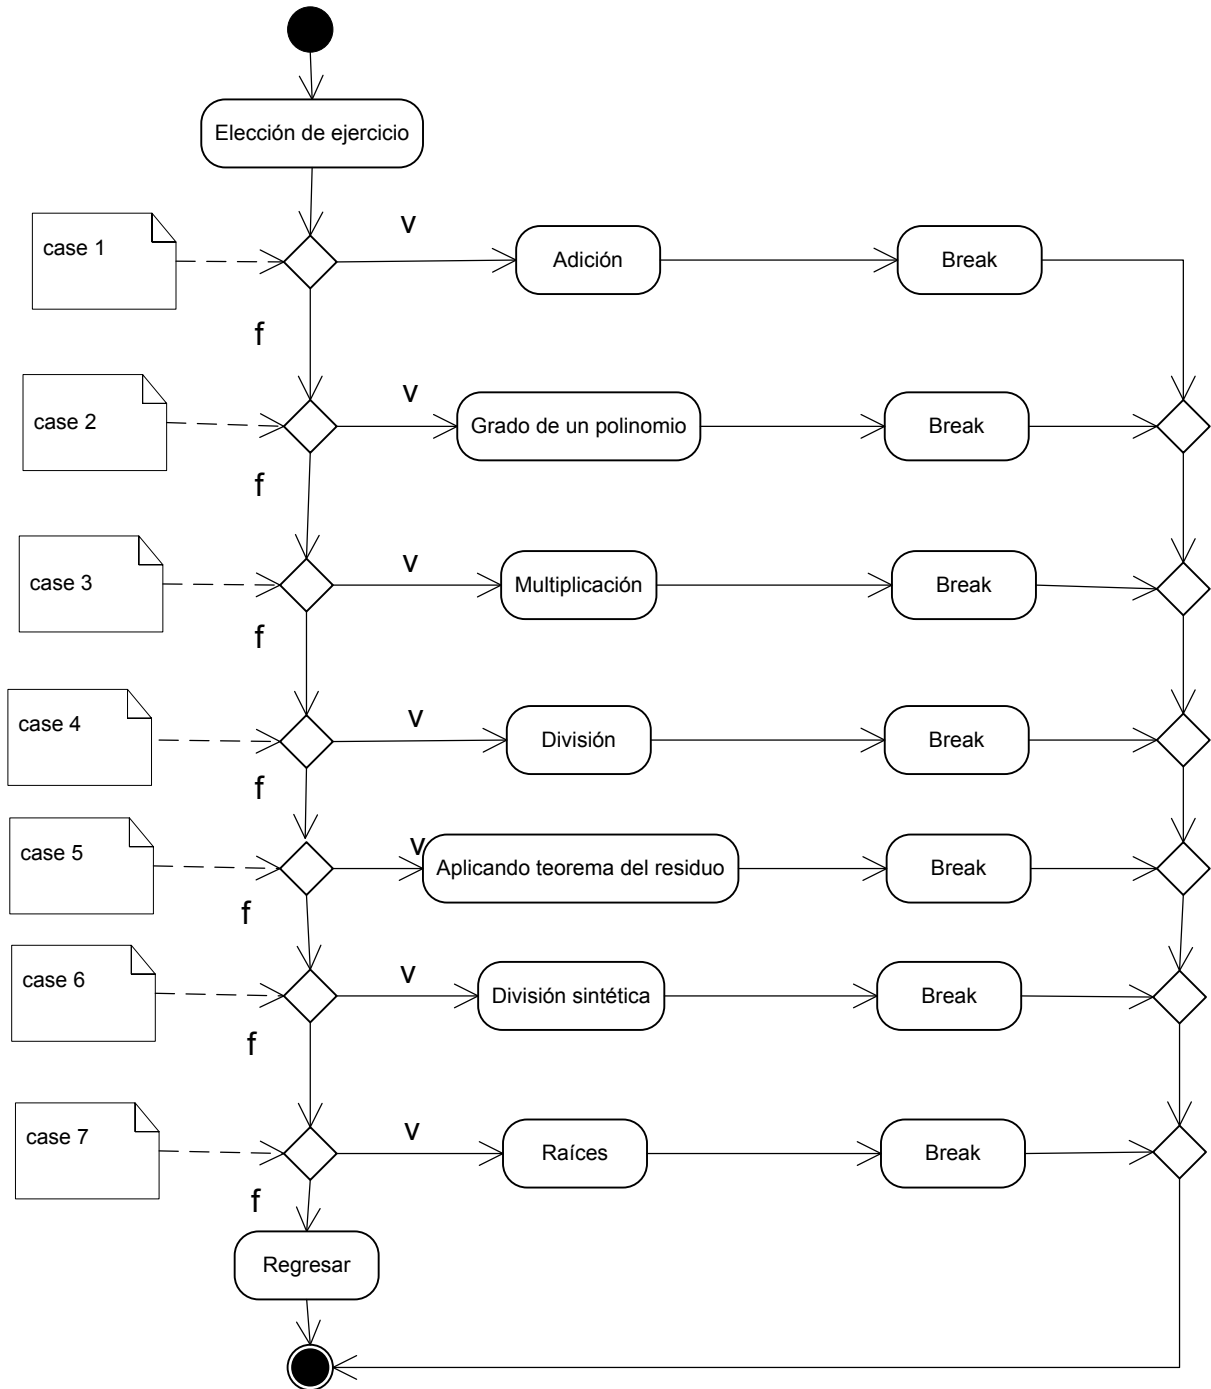 Elección de ejercicio
case 1
v
Adición
Break
f
case 2
v
Grado de un polinomio
Break
f
case 3
v
Multiplicación
Break
f
case 4
v
División
Break
f
case 5
v
Aplicando teorema del residuo
Break
f
case 6
v
División sintética
Break
f
case 7
v
Raíces
Break
f
Regresar